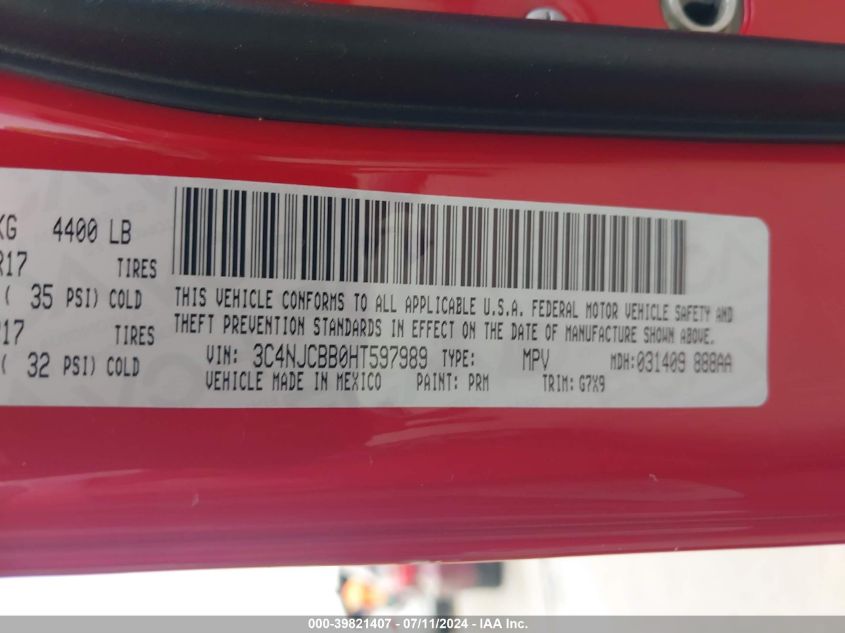 KG 4400 LB
R17 TIRES
( 35 PSI) COLD
R17 TIRES
( 32 PSI) COLD
THIS VEHICLE CONFORMS TO ALL APPLICABLE U.S.A. FEDERAL MOTOR VEHICLE SAFETY AND
THEFT PREVENTION STANDARDS IN EFFECT ON THE DATE OF MANUFACTURE SHOWN ABOVE.
VIN: 3C4NJCBB0HT597989 TYPE: MPV MDH:031409 888AA
VEHICLE MADE IN MEXICO PAINT: PRM TRIM: G7X9
000-39821407 - 07/11/2024 - IAA Inc.